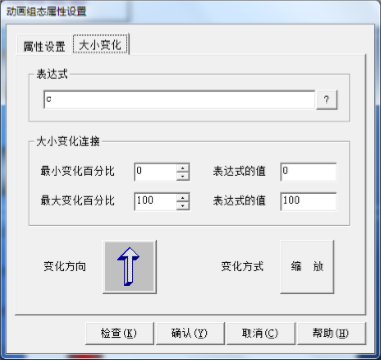 动画组态属性设置
属性设置 大小变化
表达式
c ?
大小变化连接
最小变化百分比 0 表达式的值 0
最大变化百分比 100 表达式的值 100
变化方向 变化方式 缩 放
检查(K) 确认(Y) 取消(C) 帮助(H)